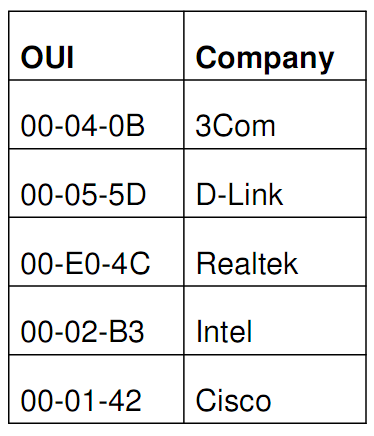 OUI Company
00-04-0B 3Com
00-05-5D D-Link
00-E0-4C Realtek
00-02-B3 Intel
00-01-42 Cisco